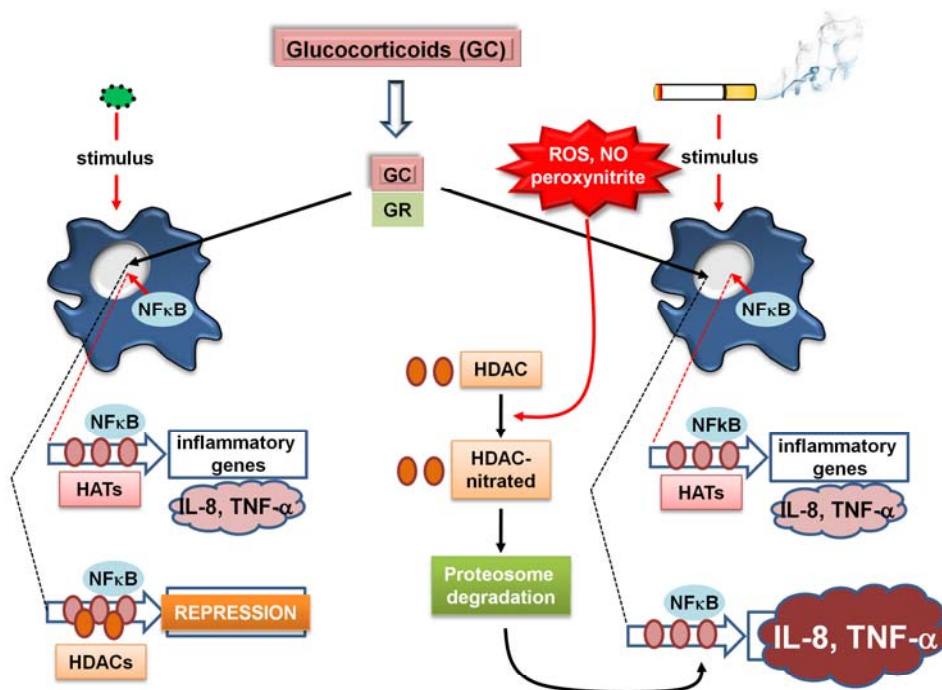 Glucocorticoids (GC)
stimulus
GC
GR
ROS, NO
peroxynitrite
stimulus
NFκB
NFκB
HDAC
NFκB
inflammatory
genes
HATs
IL-8, TNF-α
HDAC-
nitrated
NFkB
inflammatory
genes
HATs
IL-8, TNF-α
NFκB
REPRESSION
HDACs
Proteosome
degradation
NFκB
IL-8, TNF-α